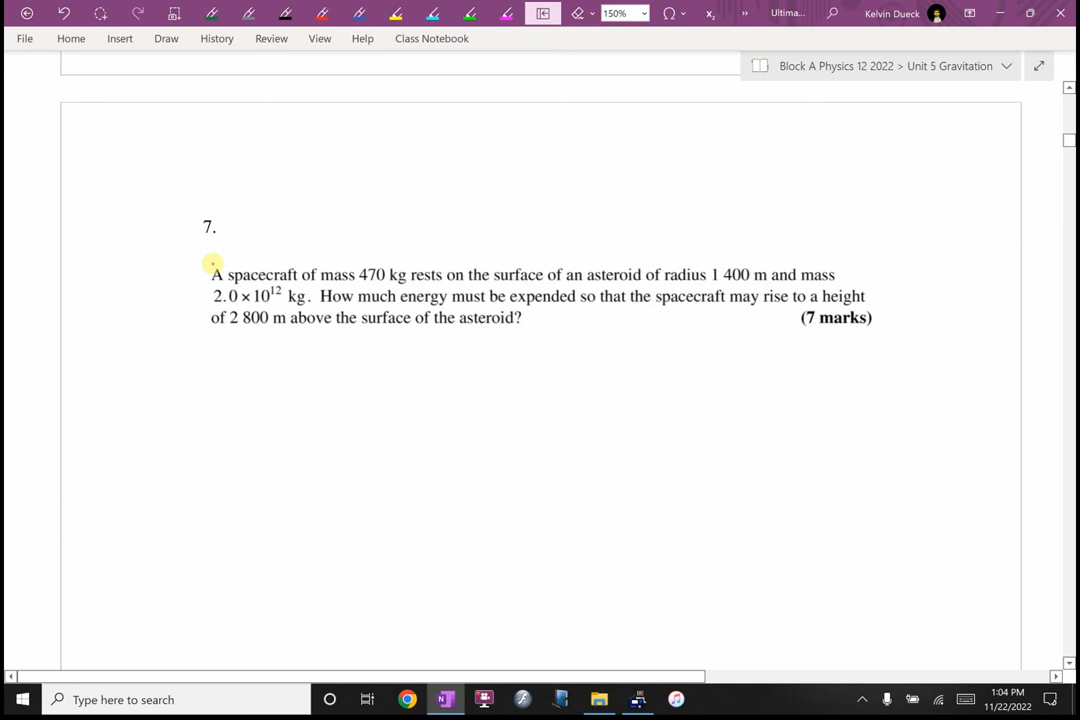 150%
Ω
x₂
»
Ultima...
Kelvin Dueck
File
Home
Insert
Draw
History
Review
View
Help
Class Notebook
Block A Physics 12 2022 > Unit 5 Gravitation
7.
A spacecraft of mass 470 kg rests on the surface of an asteroid of radius 1 400 m and mass
2.0 × 10¹² kg. How much energy must be expended so that the spacecraft may rise to a height
of 2 800 m above the surface of the asteroid? (7 marks)
Type here to search
1:04 PM
11/22/2022